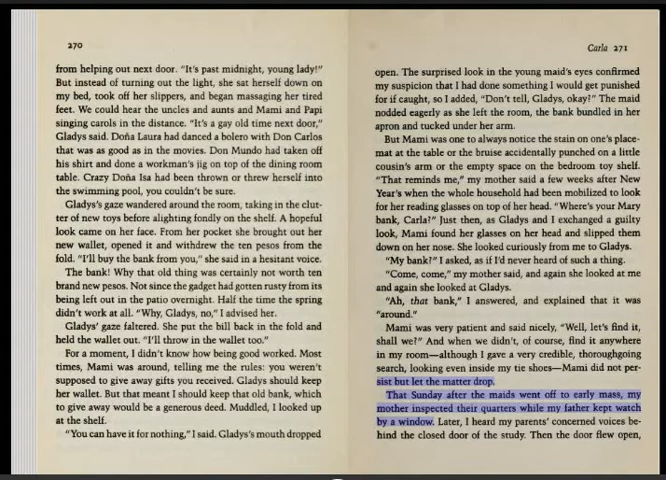 270
from helping out next door. "It's past midnight, young lady!"
But instead of turning out the light, she sat herself down on
my bed, took off her slippers, and began massaging her tired
feet. We could hear the uncles and aunts and Mami and Papi
singing carols in the distance. "It's a gay old time next door,"
Gladys said. Doña Laura had danced a bolero with Don Carlos
that was as good as in the movies. Don Mundo had taken off
his shirt and done a workman's jig on top of the dining room
table. Crazy Doña Isa had been thrown or threw herself into
the swimming pool, you couldn't be sure.
Gladys's gaze wandered around the room, taking in the clut-
ter of new toys before alighting fondly on the shelf. A hopeful
look came on her face. From her pocket she brought out her
new wallet, opened it and withdrew the ten pesos from the
fold. "I'll buy the bank from you," she said in a hesitant voice.
The bank! Why that old thing was certainly not worth ten
brand new pesos. Not since the gadget had gotten rusty from its
being left out in the patio overnight. Half the time the spring
didn't work at all. "Why, Gladys, no," I advised her.
Gladys' gaze faltered. She put the bill back in the fold and
held the wallet out. "I'll throw in the wallet too."
For a moment, I didn't know how being good worked. Most
times, Mami was around, telling me the rules: you weren't
supposed to give away gifts you received. Gladys should keep
her wallet. But that meant I should keep that old bank, which
to give away would be a generous deed. Muddled, I looked up
at the shelf.
"You can have it for nothing," I said. Gladys's mouth dropped
Carla 271
open. The surprised look in the young maid's eyes confirmed
my suspicion that I had done something I would get punished
for if caught, so I added, "Don't tell, Gladys, okay?" The maid
nodded eagerly as she left the room, the bank bundled in her
apron and tucked under her arm.
But Mami was one to always notice the stain on one's place-
mat at the table or the bruise accidentally punched on a little
cousin's arm or the empty space on the bedroom toy shelf.
"That reminds me," my mother said a few weeks after New
Year's when the whole household had been mobilized to look
for her reading glasses on top of her head. "Where's your Mary
bank, Carla?" Just then, as Gladys and I exchanged a guilty
look, Mami found her glasses on her head and slipped them
down on her nose. She looked curiously from me to Gladys.
"My bank?" I asked, as if I'd never heard of such a thing.
"Come, come," my mother said, and again she looked at me
and again she looked at Gladys.
"Ah, that bank," I answered, and explained that it was
"around."
Mami was very patient and said nicely, "Well, let's find it,
shall we?" And when we didn't, of course, find it anywhere
in my room—although I gave a very credible, thoroughgoing
search, looking even inside my tie shoes—Mami did not per-
sist but let the matter drop.
That Sunday after the maids went off to early mass, my
mother inspected their quarters while my father kept watch
by a window. Later, I heard my parents' concerned voices be-
hind the closed door of the study. Then the door flew open,